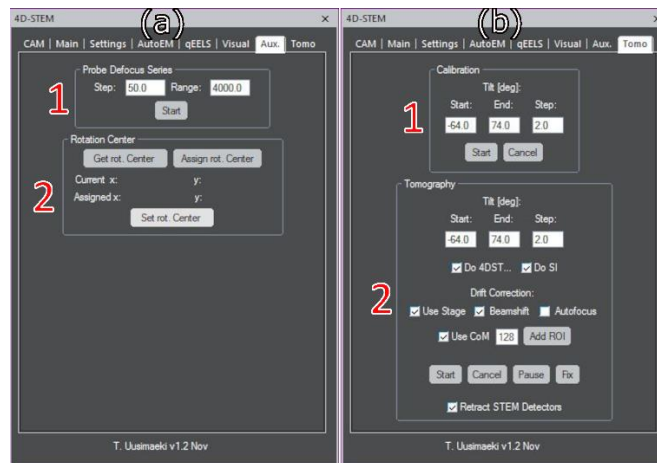 4D-STEM (a) ×
CAM | Main | Settings | AutoEM | qEELS | Visual | Aux. | Tomo
1
Probe Defocus Series
Step: 50.0 Range: 4000.0
Start
2
Rotation Center
Get rot. Center Assign rot. Center
Current x: y:
Assigned x: y:
Set rot. Center
T. Uusimaeki v1.2 Nov
4D-STEM (b) ×
CAM | Main | Settings | AutoEM | qEELS | Visual | Aux. | Tomo
1
Calibration
Tilt [deg]:
Start: End: Step:
-64.0 74.0 2.0
Start Cancel
2
Tomography
Tilt [deg]:
Start: End: Step:
-64.0 74.0 2.0
Do 4DST... Do SI
Drift Correction:
Use Stage Beamshift Autofocus
Use CoM 128 Add ROI
Start Cancel Pause Fix
Retract STEM Detectors
T. Uusimaeki v1.2 Nov